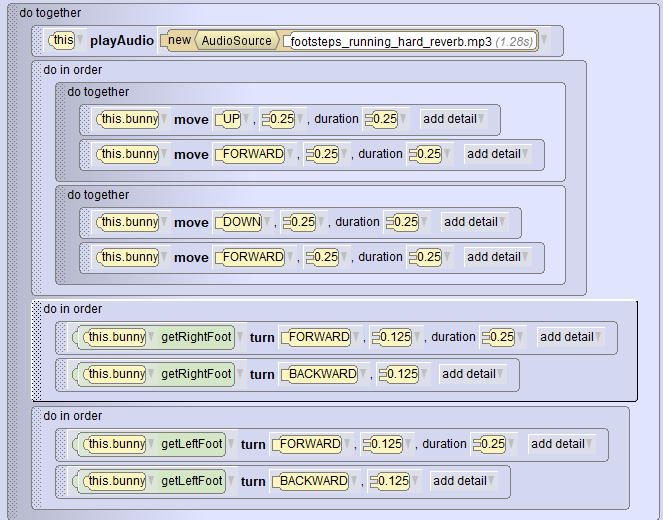 do together
this playAudio new AudioSource footsteps_running_hard_reverb.mp3 (1.28s)
do in order
do together
this.bunny move UP , 0.25 , duration 0.25 add detail
this.bunny move FORWARD , 0.25 , duration 0.25 add detail
do together
this.bunny move DOWN , 0.25 , duration 0.25 add detail
this.bunny move FORWARD , 0.25 , duration 0.25 add detail
do in order
this.bunny getRightFoot turn FORWARD , 0.125 , duration 0.25 add detail
this.bunny getRightFoot turn BACKWARD , 0.125 add detail
do in order
this.bunny getLeftFoot turn FORWARD , 0.125 , duration 0.25 add detail
this.bunny getLeftFoot turn BACKWARD , 0.125 add detail